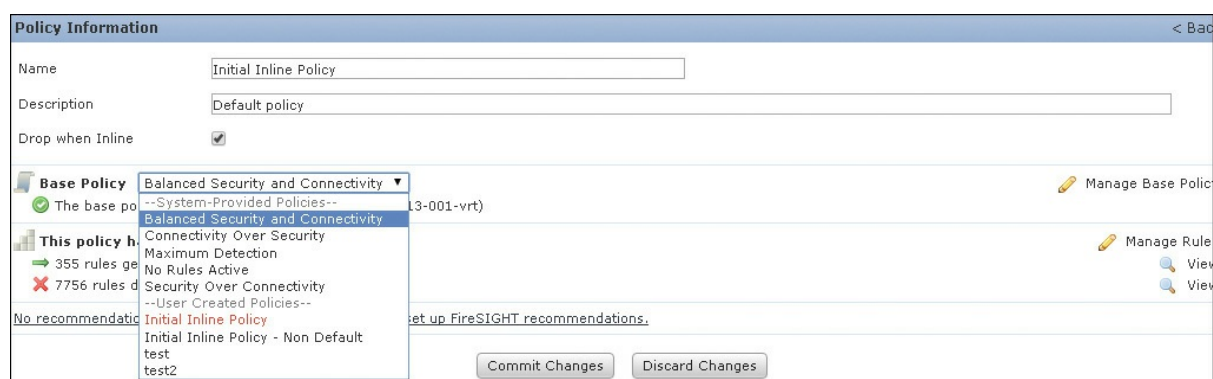 Policy Information
< Bac
Name
Initial Inline Policy
Description
Default policy
Drop when Inline
Base Policy
Balanced Security and Connectivity
Manage Base Polic
The base po
13-001-vrt)
--System-Provided Policies--
Balanced Security and Connectivity
Connectivity Over Security
Maximum Detection
No Rules Active
Security Over Connectivity
--User Created Policies--
Initial Inline Policy
Initial Inline Policy - Non Default
test
test2
This policy h
Manage Rule
355 rules ge
View
7756 rules d
View
No recommendatio
set up FireSIGHT recommendations.
Commit Changes
Discard Changes